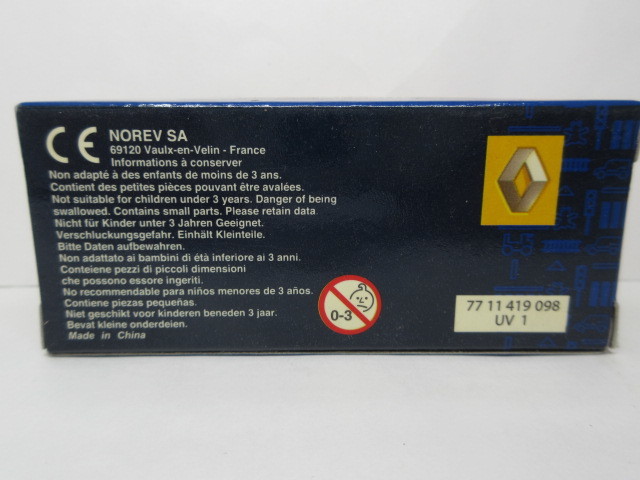 CE
NOREV SA
69120 Vaulx-en-Velin - France
Informations à conserver
Non adapté à des enfants de moins de 3 ans.
Contient des petites pièces pouvant être avalées.
Not suitable for children under 3 years. Danger of being
swallowed. Contains small parts. Please retain data
Nicht für Kinder unter 3 Jahren Geeignet.
Verschluckungsgefahr. Einhält Kleinteile.
Bitte Daten aufbewahren.
Non adattato ai bambini di età inferiore ai 3 anni.
Conteiene pezzi di piccoli dimensioni
che possono essere ingeriti.
No recommendable para niños menores de 3 años.
Contiene piezas pequeñas.
Niet geschikt voor kinderen beneden 3 jaar.
Bevat kleine onderdeien.
Made in China
0-3
77 11 419 098
UV 1